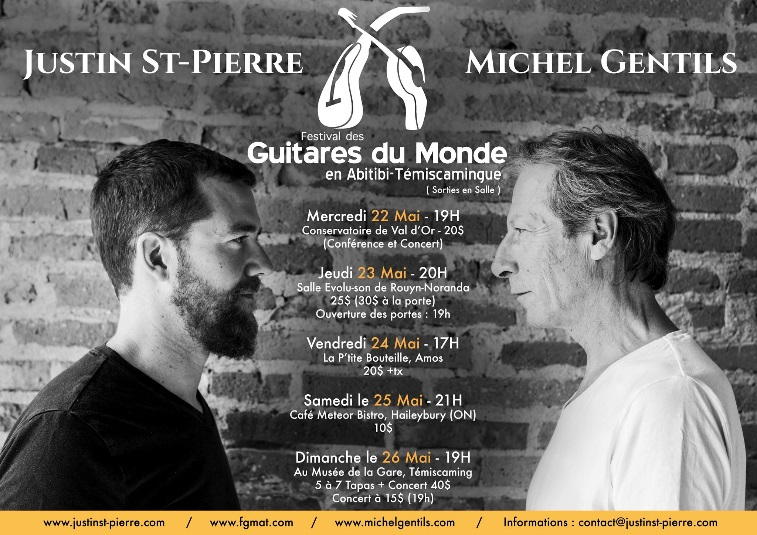 JUSTIN ST-PIERRE
MICHEL GENTILS
Festival des
Guitares du Monde
en Abitibi-Témiscamingue
( Sorties en Salle )
Mercredi 22 Mai - 19H
Conservatoire de Val d'Or - 20$
(Conférence et Concert)
Jeudi 23 Mai - 20H
Salle Evolu-son de Rouyn-Noranda
25$ (30$ à la porte)
Ouverture des portes : 19h
Vendredi 24 Mai - 17H
La P'tite Bouteille, Amos
20$ +tx
Samedi le 25 Mai - 21H
Café Meteor Bistro, Haileybury (ON)
10$
Dimanche le 26 Mai - 19H
Au Musée de la Gare, Témiscaming
5 à 7 Tapas + Concert 40$
Concert à 15$ (19h)
www.justinst-pierre.com / www.fgmat.com / www.michelgentils.com / Informations : contact@justinst-pierre.com